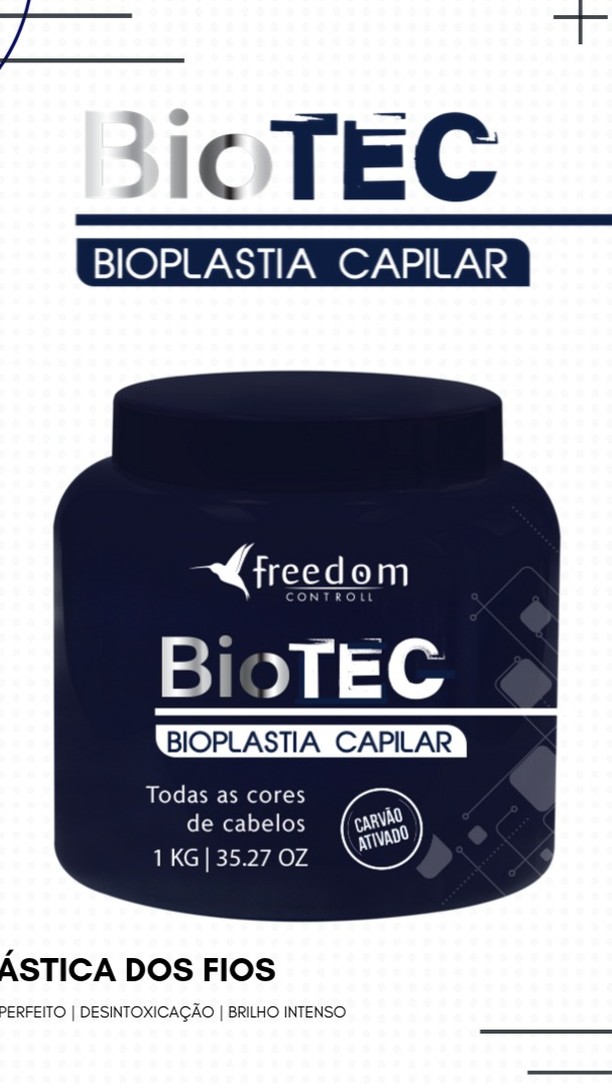 BioTEC
BIOPLASTIA CAPILAR
freedom
CONTROLL
BioTEC
BIOPLASTIA CAPILAR
Todas as cores
de cabelos
1 KG | 35.27 OZ
CARVÃO
ATIVADO
ÁSTICA DOS FIOS
PERFEITO | DESINTOXICAÇÃO | BRILHO INTENSO